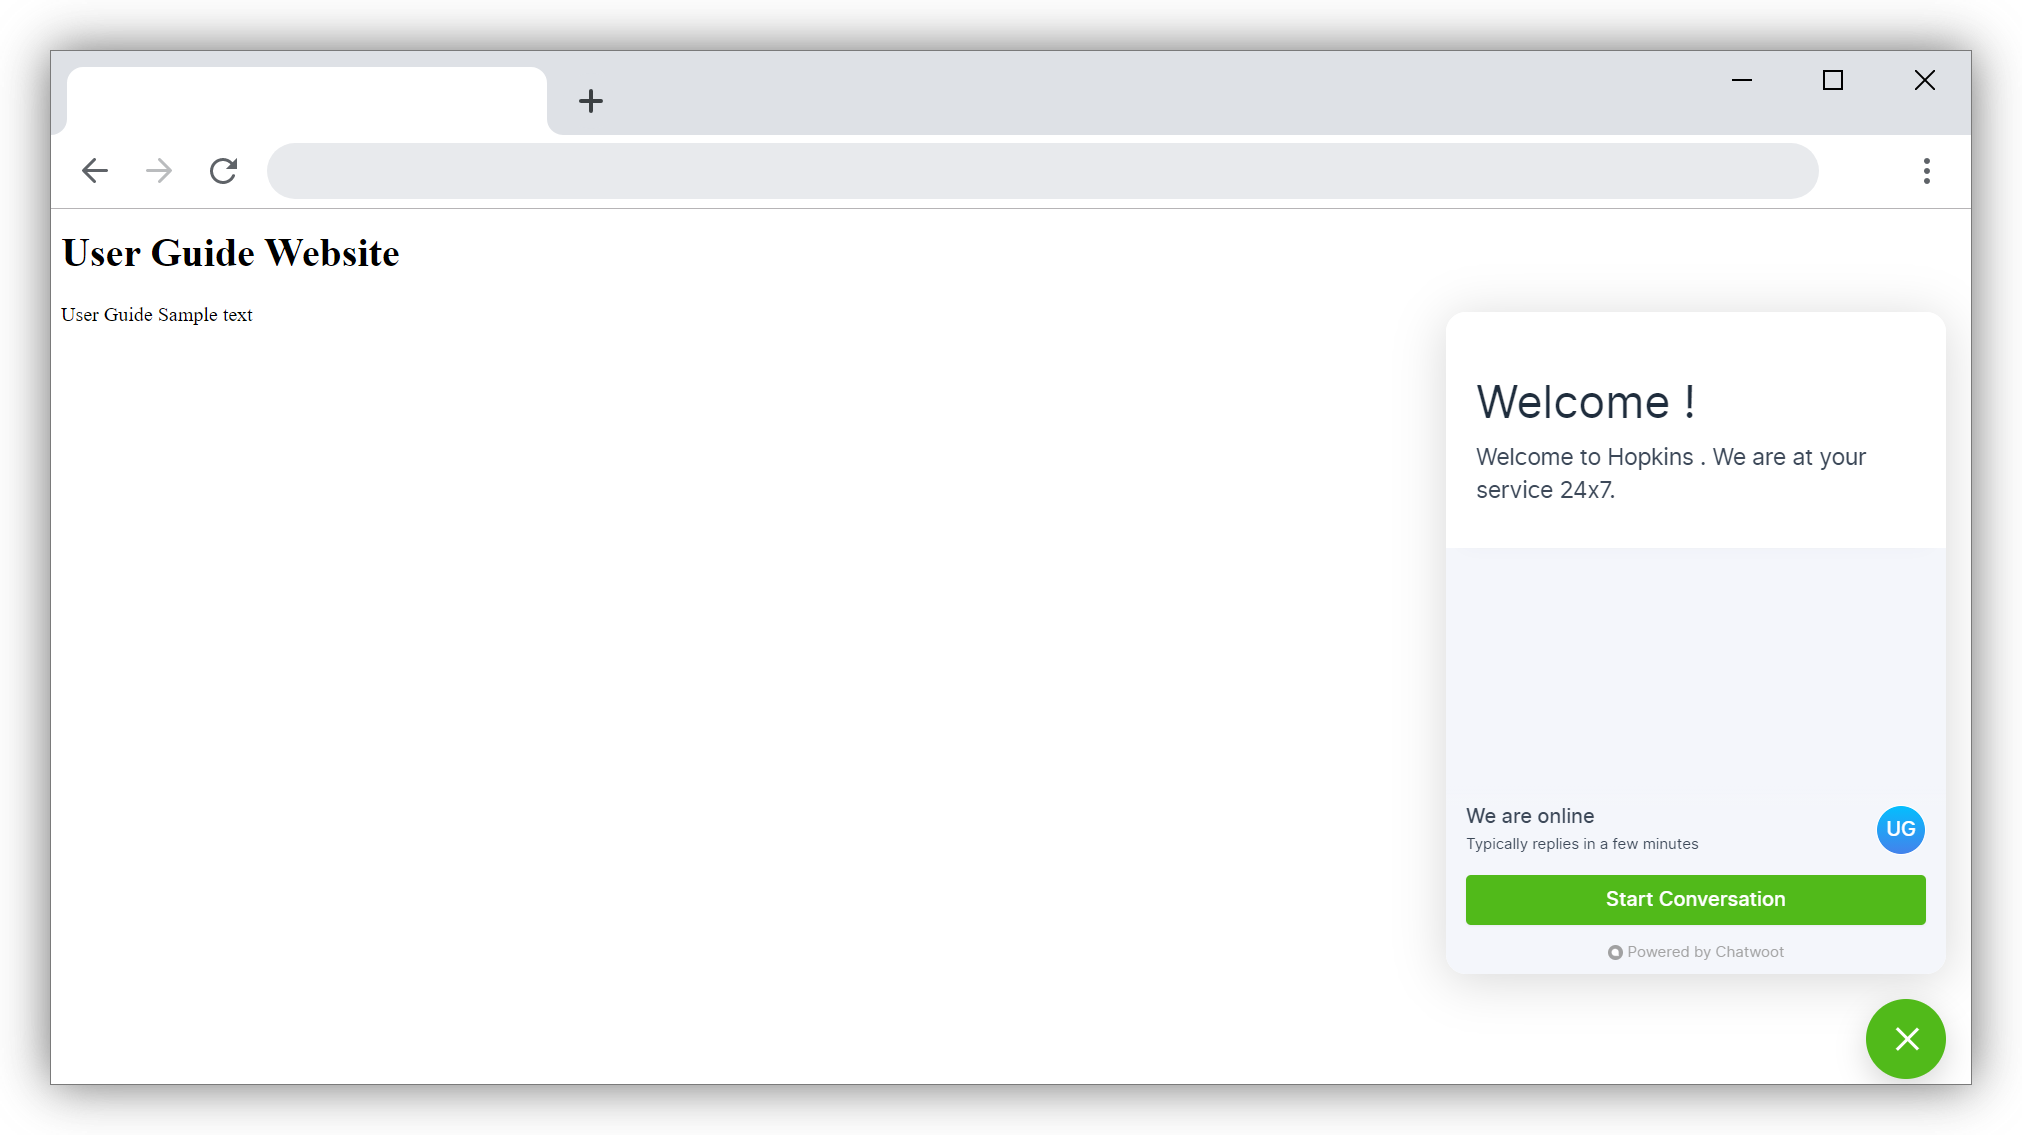 User Guide Website
User Guide Sample text
Welcome !
Welcome to Hopkins . We are at your
service 24x7.
We are online
Typically replies in a few minutes
UG
Start Conversation
Powered by Chatwoot